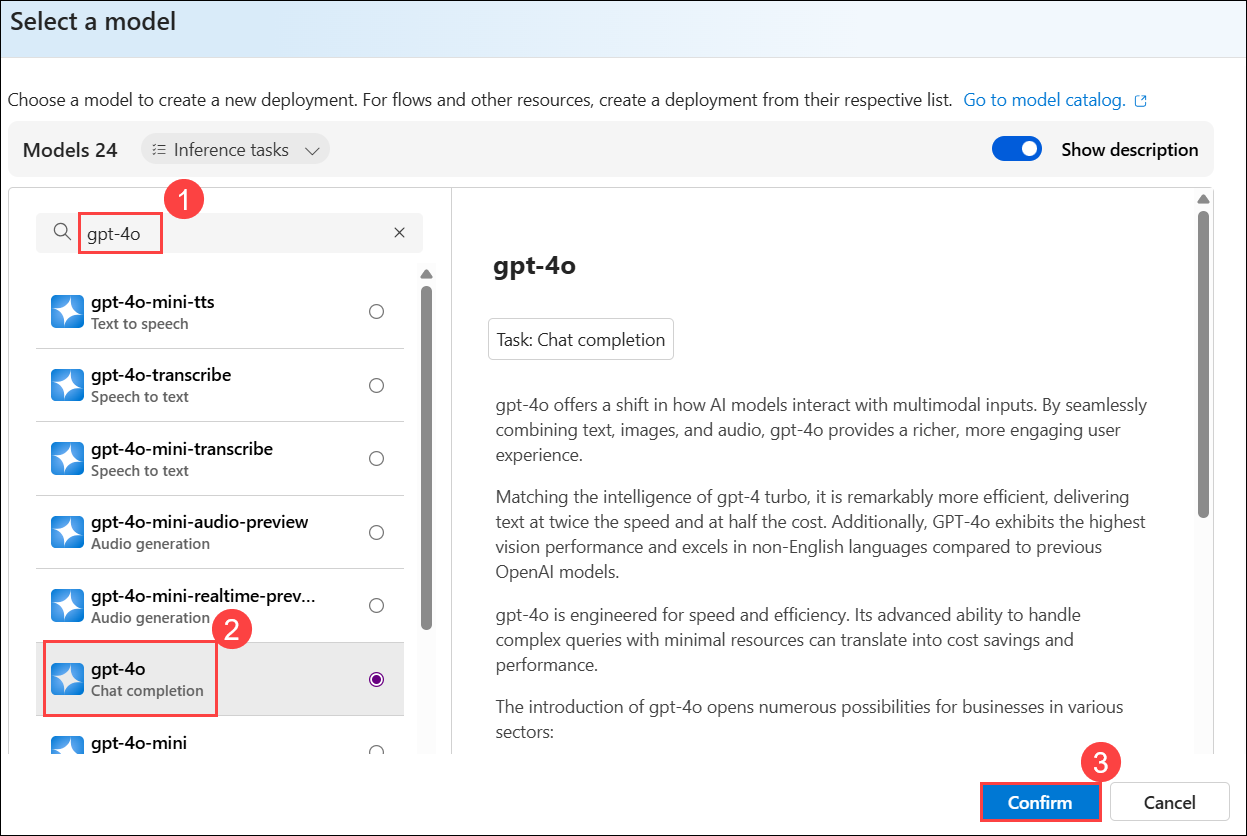 Select a model
Choose a model to create a new deployment. For flows and other resources, create a deployment from their respective list. Go to model catalog.
Models 24
Inference tasks
Show description
1
gpt-4o
gpt-4o-mini-tts
Text to speech
gpt-4o-transcribe
Speech to text
gpt-4o-mini-transcribe
Speech to text
gpt-4o-mini-audio-preview
Audio generation
gpt-4o-mini-realtime-prev...
Audio generation
2
gpt-4o
Chat completion
gpt-4o-mini
gpt-4o
Task: Chat completion
gpt-4o offers a shift in how AI models interact with multimodal inputs. By seamlessly
combining text, images, and audio, gpt-4o provides a richer, more engaging user
experience.
Matching the intelligence of gpt-4 turbo, it is remarkably more efficient, delivering
text at twice the speed and at half the cost. Additionally, GPT-4o exhibits the highest
vision performance and excels in non-English languages compared to previous
OpenAI models.
gpt-4o is engineered for speed and efficiency. Its advanced ability to handle
complex queries with minimal resources can translate into cost savings and
performance.
The introduction of gpt-4o opens numerous possibilities for businesses in various
sectors:
3
Confirm
Cancel